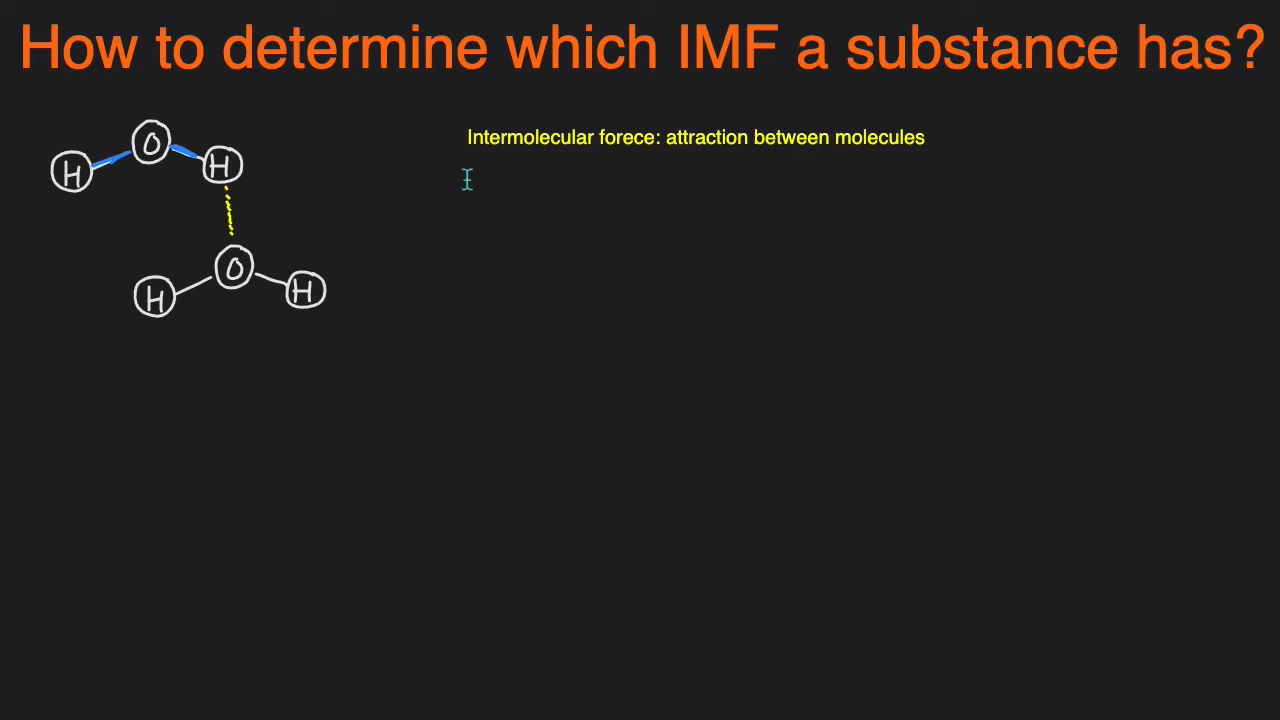 How to determine which IMF a substance has?
Intermolecular forece: attraction between molecules
O
H
H
O
H
H